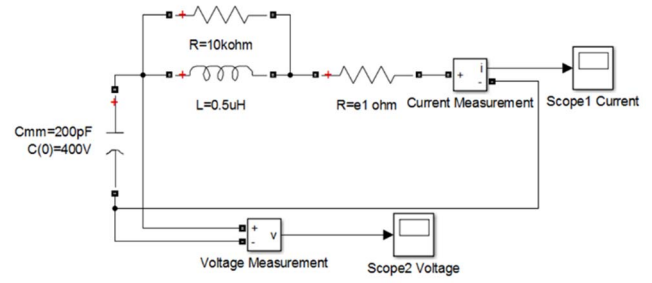 R=10kohm
L=0.5uH
R=e1 ohm
+
i
-
Current Measurement
Scope1 Current
Cmm=200pF
C(0)=400V
+
-
v
Voltage Measurement
Scope2 Voltage